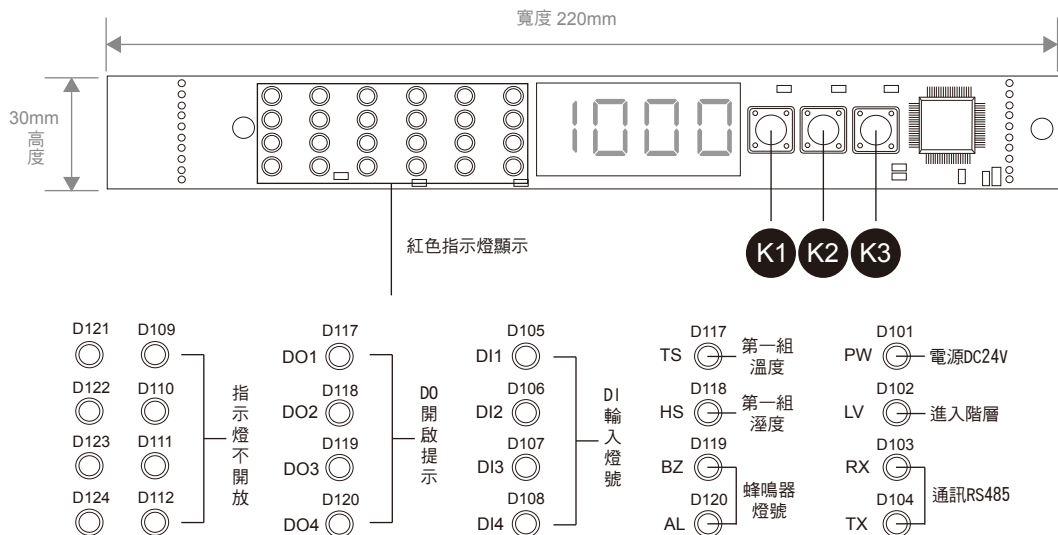 寬度 220mm
30mm
高度
1000
K1 K2 K3
紅色指示燈顯示
D121 D109
D122 D110
D123 D111
D124 D112
指示燈不開放
D117
DO1
D118
DO2
D119
DO3
D120
DO4
DO開啟提示
D105
DI1
D106
DI2
D107
DI3
D108
DI4
DI輸入燈號
D117
TS
第一組
溫度
D118
HS
第一組
溼度
D119
BZ
D120
AL
蜂鳴器
燈號
D101
PW
電源DC24V
D102
LV
進入階層
D103
RX
D104
TX
通訊RS485